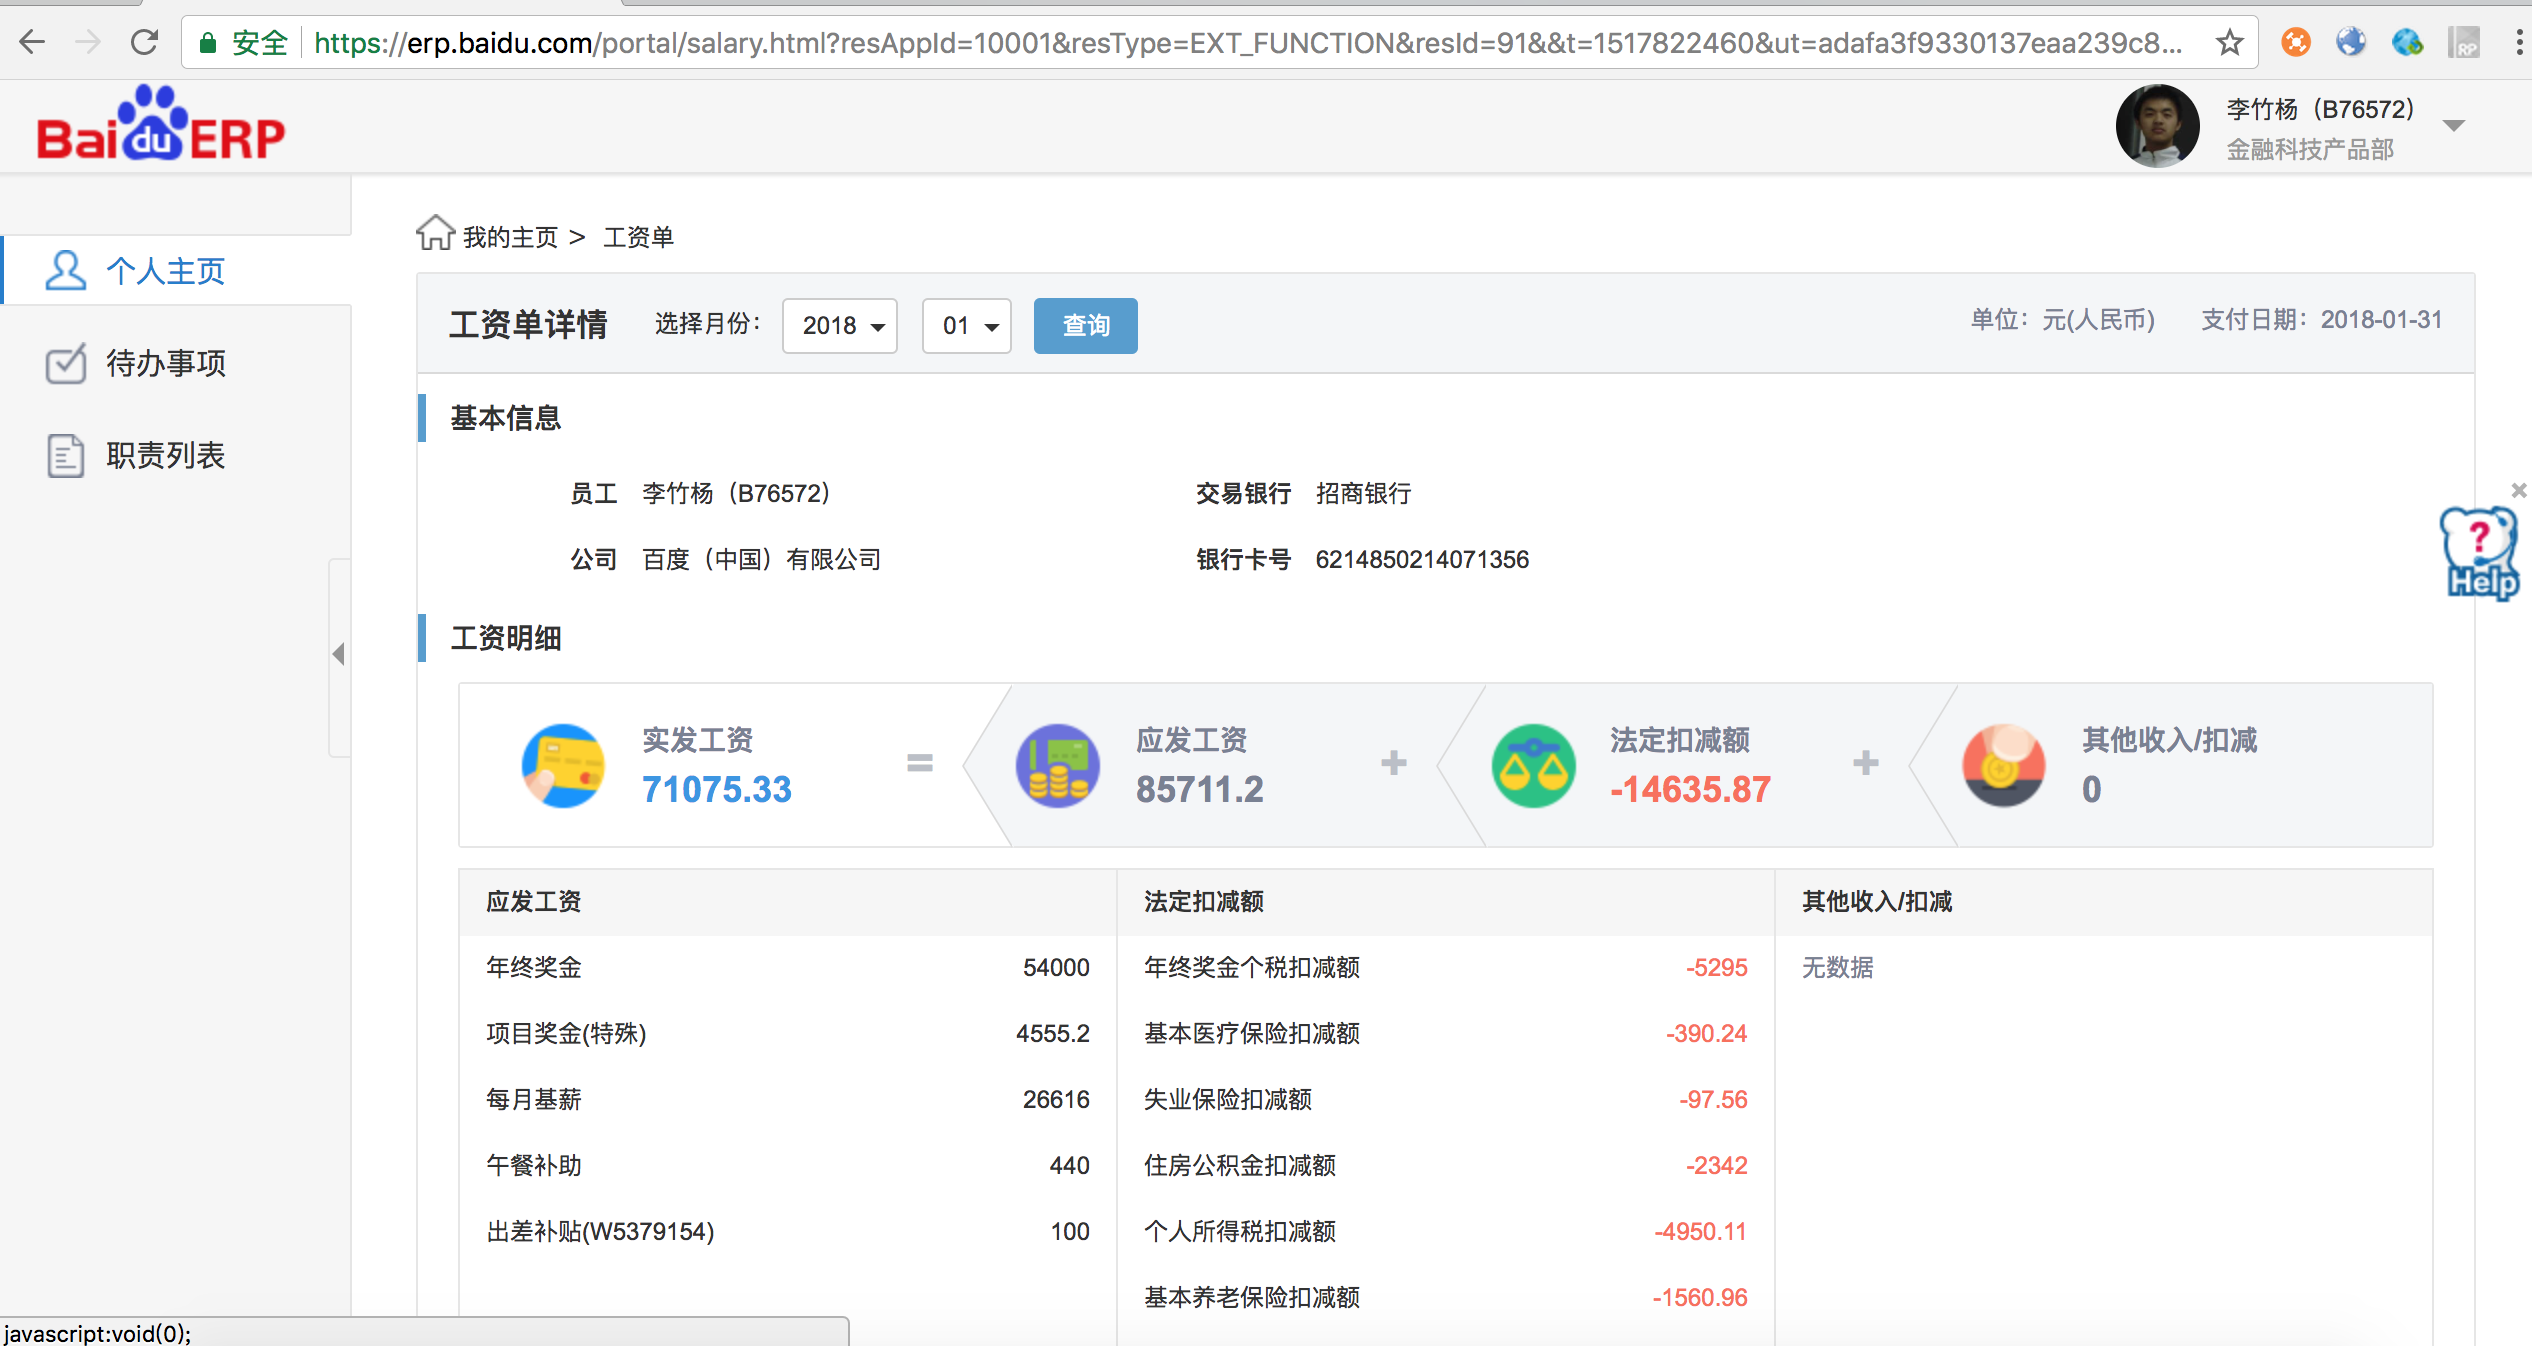 安全 https://erp.baidu.com/portal/salary.html?resAppId=10001&resType=EXT_FUNCTION&resId=91&&t=1517822460&ut=adafa3f9330137eaa239c8...
RP
Bai du ERP
李竹杨（B76572）
金融科技产品部
个人主页
待办事项
职责列表
我的主页 > 工资单
工资单详情 选择月份： 2018 01 查询 单位：元(人民币) 支付日期：2018-01-31
基本信息
员工 李竹杨（B76572） 交易银行 招商银行
公司 百度（中国）有限公司 银行卡号 6214850214071356
? Help
工资明细
实发工资 应发工资 法定扣减额 其他收入/扣减
71075.33 = 85711.2 + -14635.87 + 0
应发工资 法定扣减额 其他收入/扣减
年终奖金 54000 年终奖金个税扣减额 -5295 无数据
项目奖金(特殊) 4555.2 基本医疗保险扣减额 -390.24
每月基薪 26616 失业保险扣减额 -97.56
午餐补助 440 住房公积金扣减额 -2342
出差补贴(W5379154) 100 个人所得税扣减额 -4950.11
基本养老保险扣减额 -1560.96
javascript:void(0);